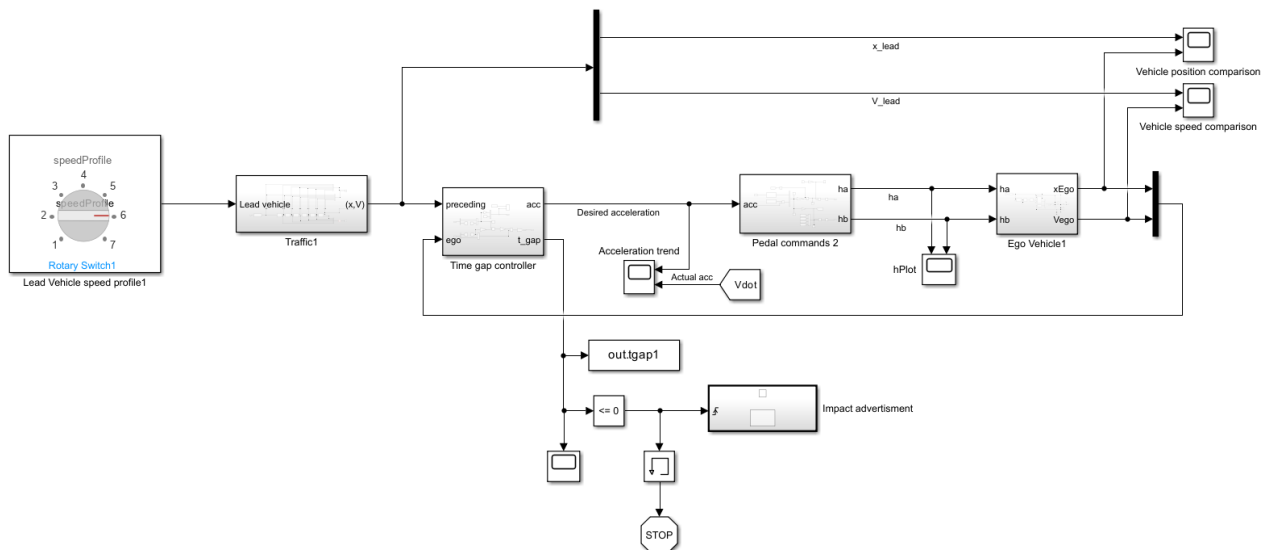 x_lead
Vehicle position comparison
V_lead
Vehicle speed comparison
speedProfile
4
3
5
speedProfile
2
6
1
7
Rotary Switch1
Lead Vehicle speed profile1
Lead vehicle
(x,V)
Traffic1
preceding
acc
ego
t_gap
Time gap controller
Desired acceleration
Acceleration trend
Actual acc
Vdot
acc
ha
hb
Pedal commands 2
ha
hb
hPlot
ha
xEgo
hb
Vego
Ego Vehicle1
out.tgap1
<= 0
Impact advertisment
STOP